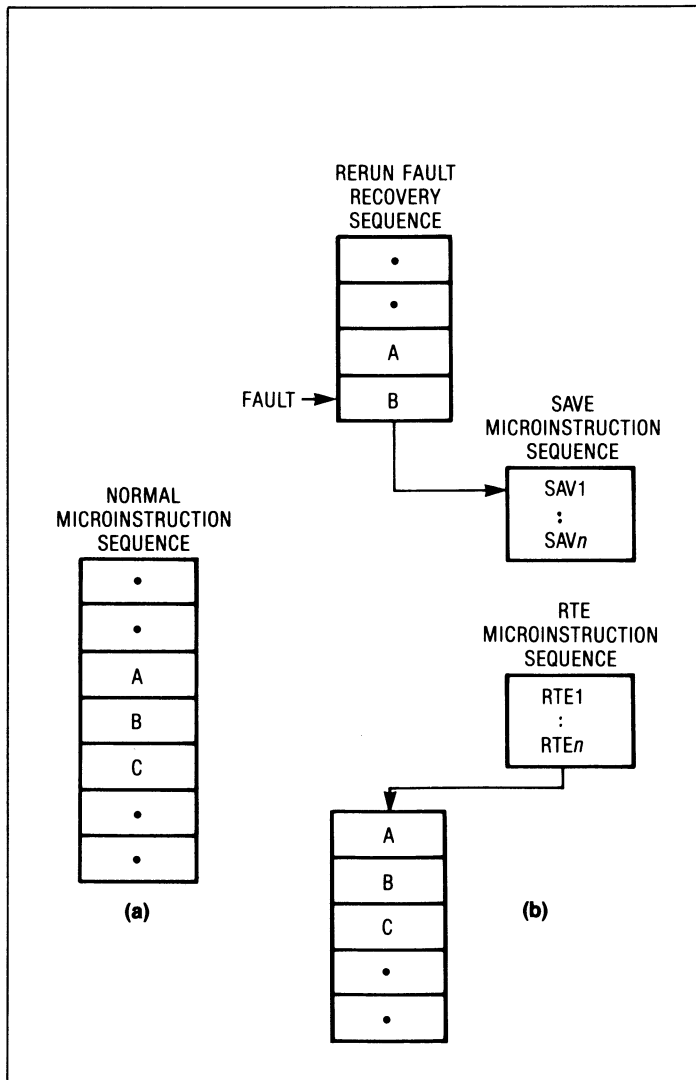 RERUN FAULT
RECOVERY
SEQUENCE
•
•
A
FAULT
B
SAVE
MICROINSTRUCTION
SEQUENCE
SAV1
:
SAVn
NORMAL
MICROINSTRUCTION
SEQUENCE
•
•
A
B
C
•
•
(a)
RTE
MICROINSTRUCTION
SEQUENCE
RTE1
:
RTEn
A
B
C
•
•
(b)